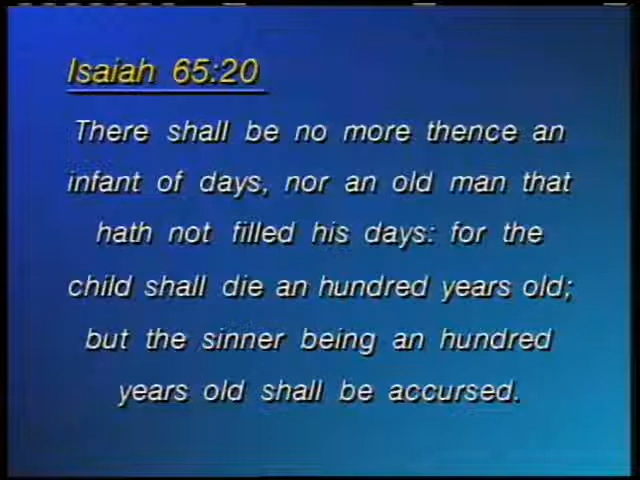 Isaiah 65:20
There shall be no more thence an
infant of days, nor an old man that
hath not filled his days: for the
child shall die an hundred years old;
but the sinner being an hundred
years old shall be accursed.